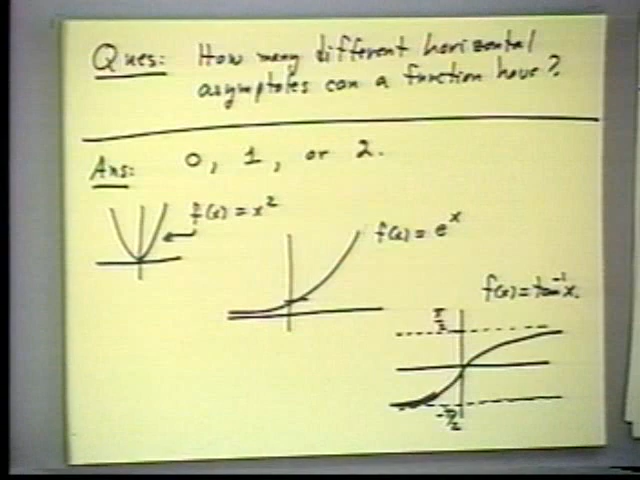 Ques: How many different horizontal
asymptotes can a function have?
Ans: 0, 1, or 2.
f(x) = x²
f(x) = eˣ
f(x) = tan⁻¹x.
π/2
-π/2